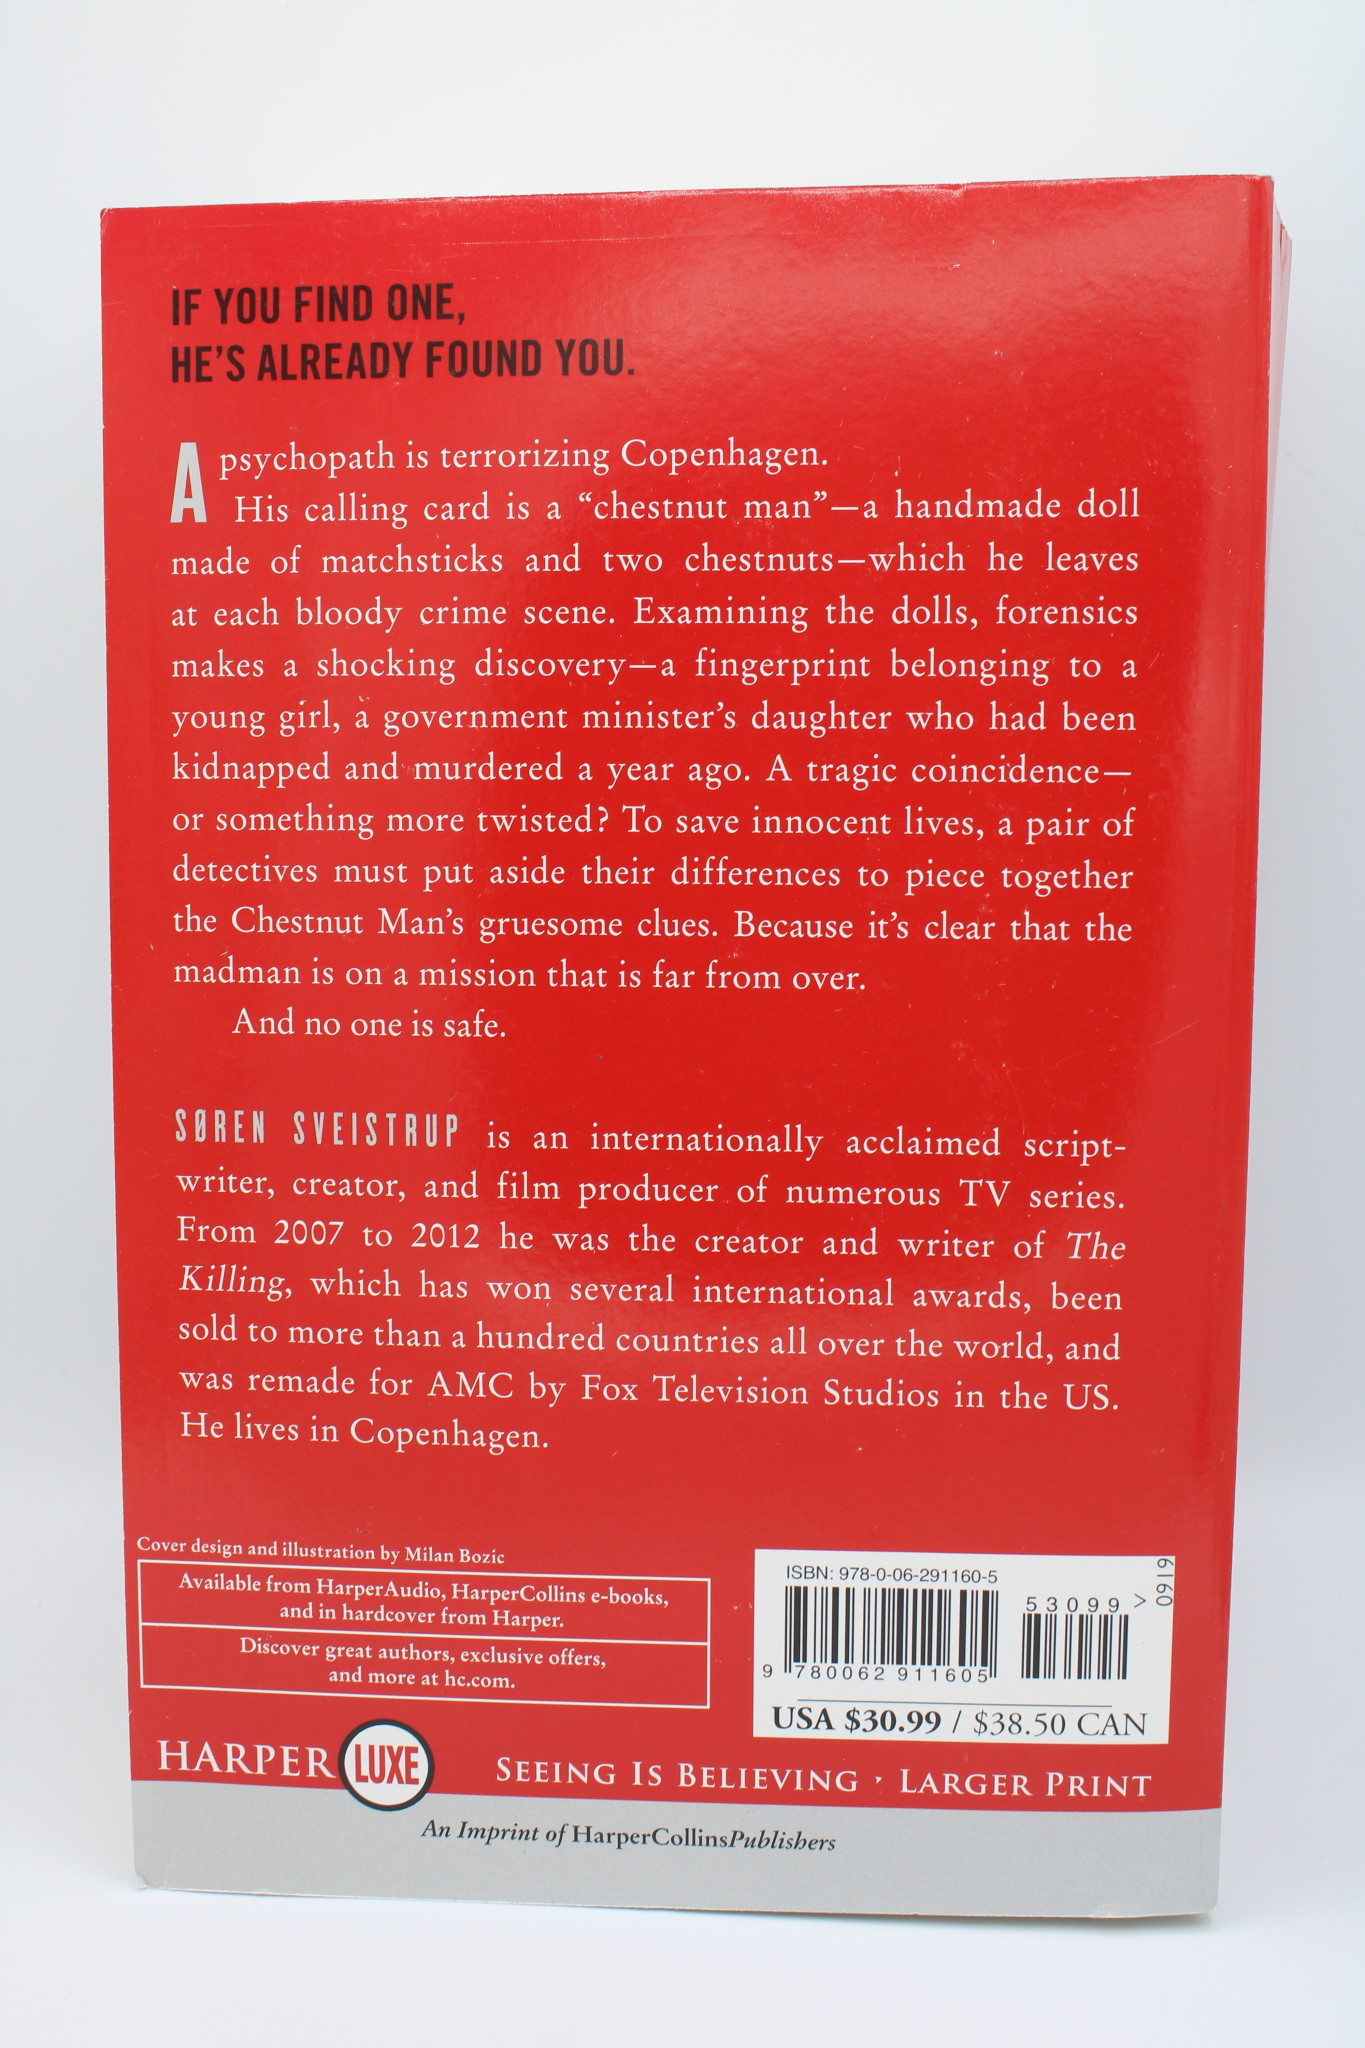 IF YOU FIND ONE,
HE'S ALREADY FOUND YOU.
A psychopath is terrorizing Copenhagen.
His calling card is a “chestnut man”—a handmade doll
made of matchsticks and two chestnuts—which he leaves
at each bloody crime scene. Examining the dolls, forensics
makes a shocking discovery—a fingerprint belonging to a
young girl, a government minister's daughter who had been
kidnapped and murdered a year ago. A tragic coincidence—
or something more twisted? To save innocent lives, a pair of
detectives must put aside their differences to piece together
the Chestnut Man's gruesome clues. Because it's clear that the
madman is on a mission that is far from over.
And no one is safe.
SØREN SVEISTRUP is an internationally acclaimed script-
writer, creator, and film producer of numerous TV series.
From 2007 to 2012 he was the creator and writer of The
Killing, which has won several international awards, been
sold to more than a hundred countries all over the world, and
was remade for AMC by Fox Television Studios in the US.
He lives in Copenhagen.
Cover design and illustration by Milan Bozic
Available from HarperAudio, HarperCollins e-books,
and in hardcover from Harper.
Discover great authors, exclusive offers,
and more at hc.com.
ISBN: 978-0-06-291160-5
53099 >
0919
9 780062 911605
USA $30.99 / $38.50 CAN
HARPER LUXE
SEEING IS BELIEVING · LARGER PRINT
An Imprint of HarperCollinsPublishers